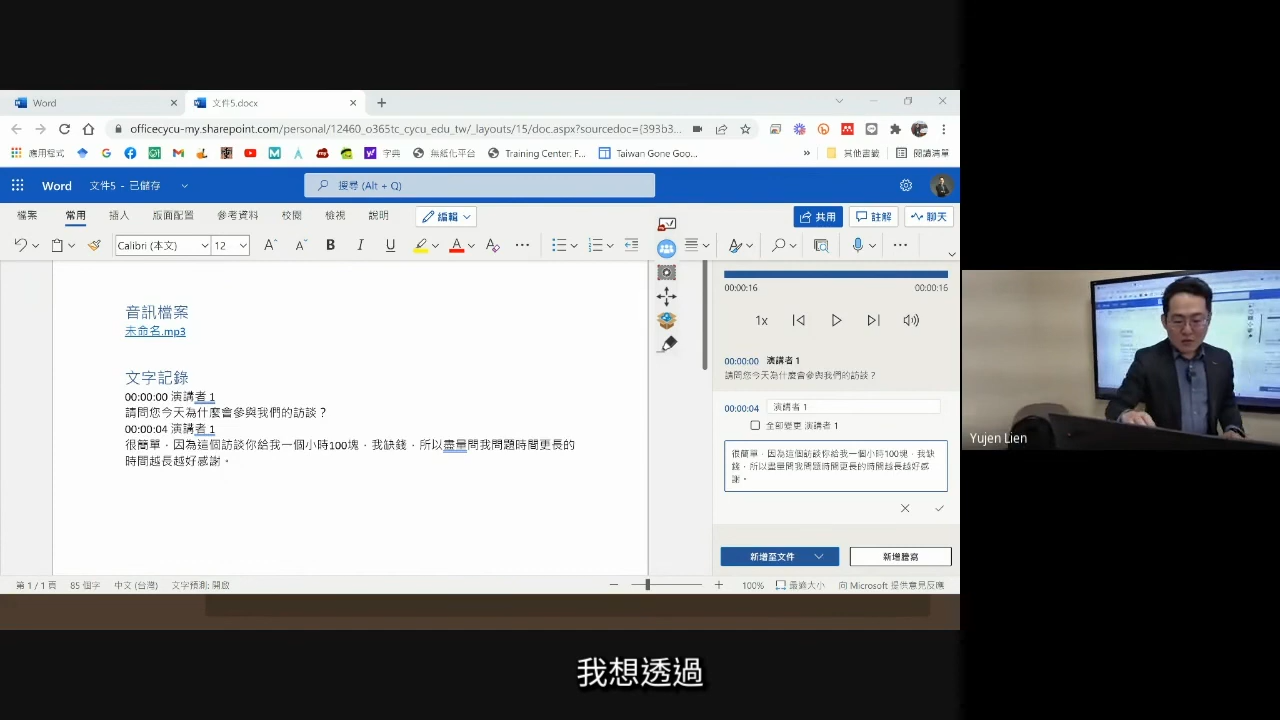 Word
文件5.docx
officecycu-my.sharepoint.com/personal/12460_o365tc_cycu_edu_tw/_layouts/15/doc.aspx?sourcedoc={393b3...
應用程式
字典
無紙化平台
Training Center: F...
Taiwan Gone Goo...
»
其他書籤
閱讀清單
Word
文件5 - 已儲存
搜尋 (Alt + Q)
檔案
常用
插入
版面配置
參考資料
校閱
檢視
說明
編輯
共用
註解
聊天
Calibri (本文)
12
B
I
U
音訊檔案
未命名.mp3
文字記錄
00:00:00 演講者 1
請問您今天為什麼會參與我們的訪談？
00:00:04 演講者 1
很簡單，因為這個訪談你給我一個小時100塊，我缺錢，所以盡量問我問題時間更長的
時間越長越好感謝。
00:00:16
00:00:16
1x
00:00:00 演講者 1
請問您今天為什麼會參與我們的訪談？
00:00:04
演講者 1
全部變更 演講者 1
很簡單，因為這個訪談你給我一個小時100塊，我缺
錢，所以盡量問我問題時間更長的時間越長越好感
謝。
新增至文件
新增聽寫
第 1 / 1 頁
85 個字
中文 (台灣)
文字預測: 開啟
100%
最適大小
向 Microsoft 提供意見反應
Yujen Lien
我想透過